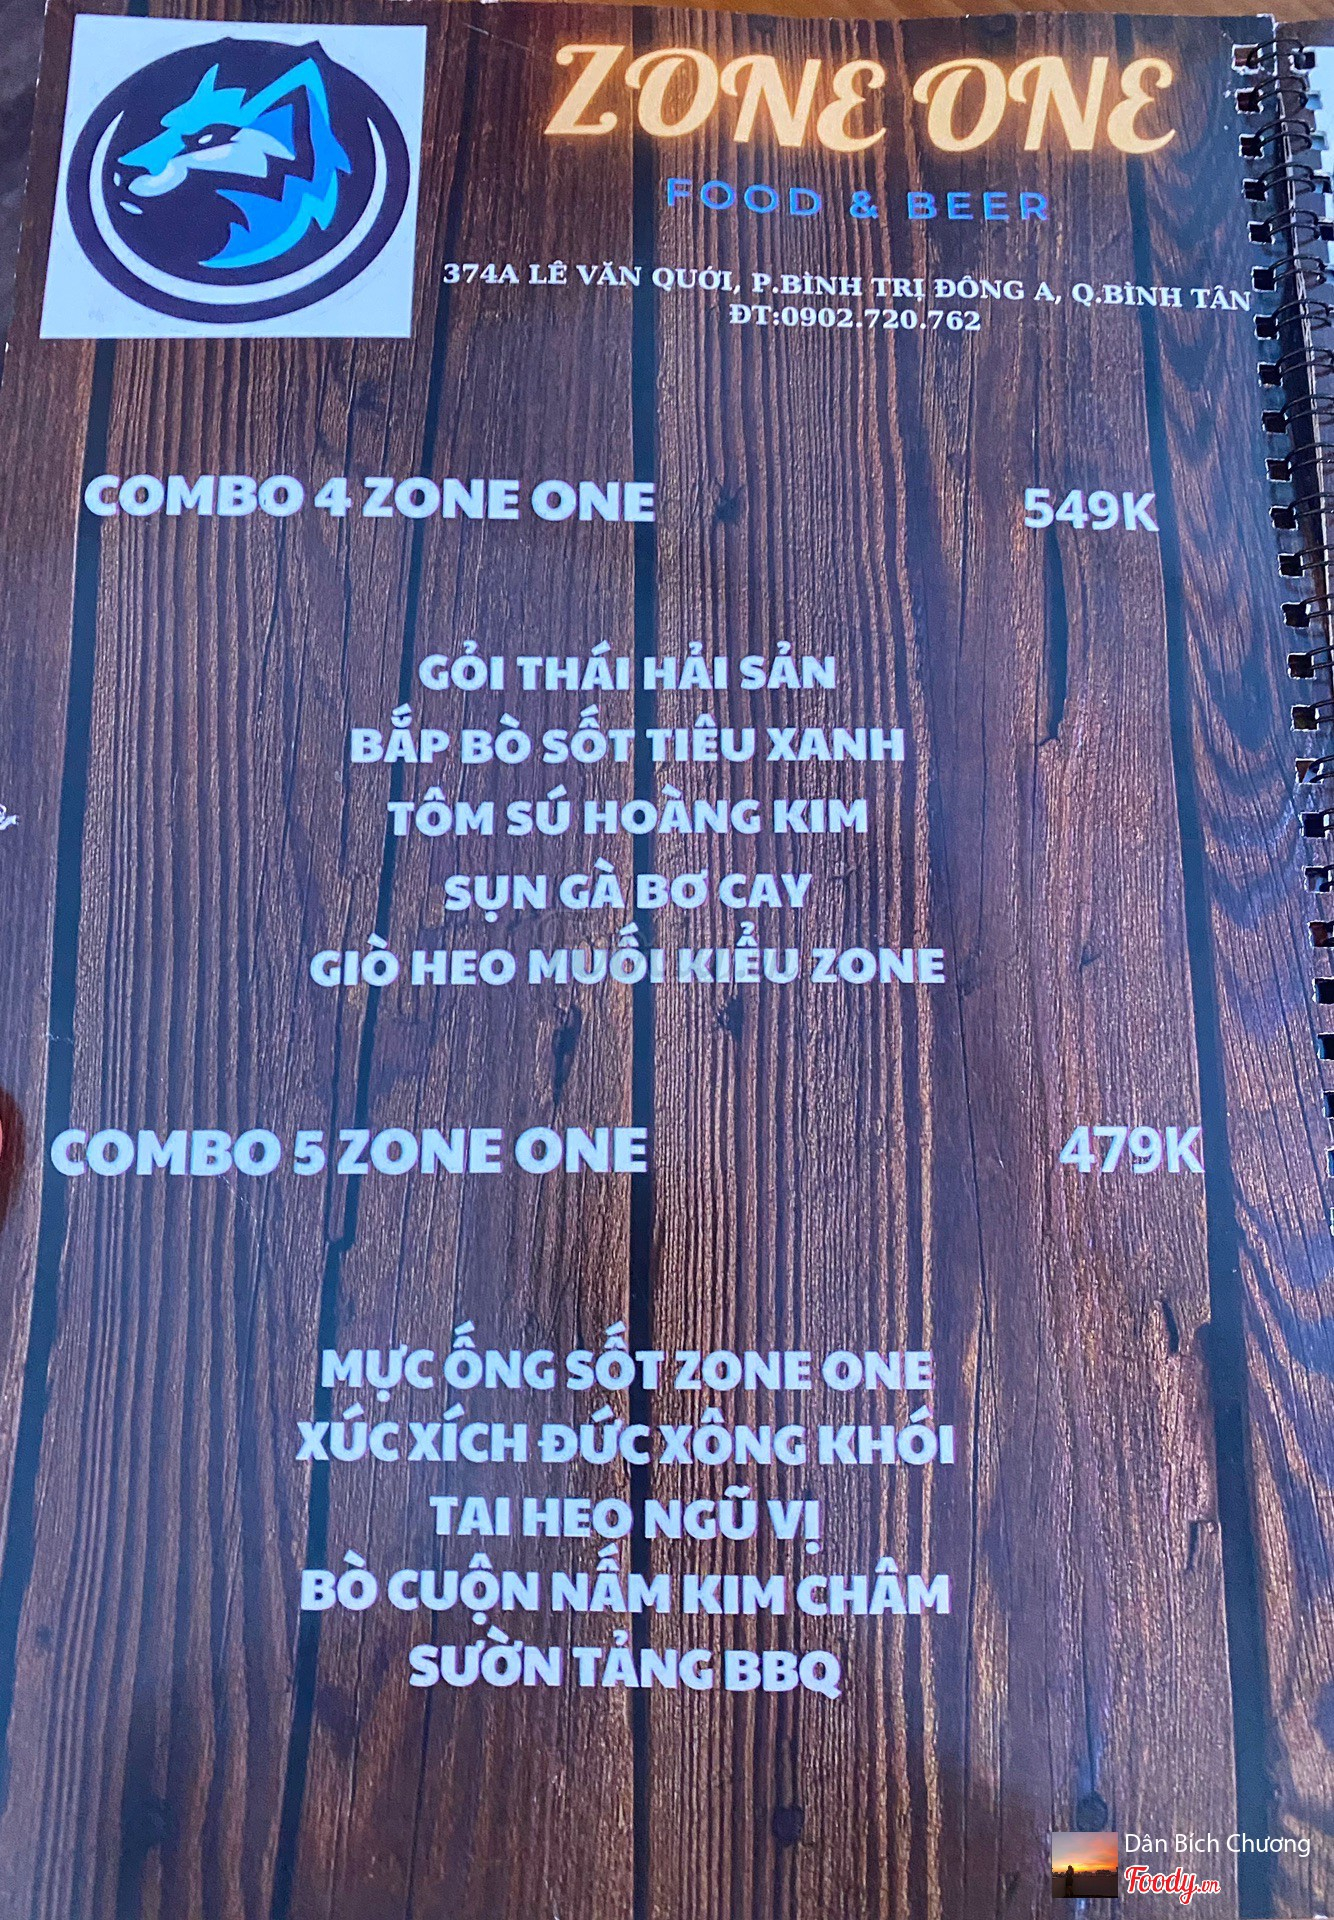 ZONE ONE
FOOD & BEER
374A LÊ VĂN QUỚI, P.BÌNH TRỊ ĐÔNG A, Q.BÌNH TÂN
ĐT:0902.720.762
COMBO 4 ZONE ONE 549K
GỎI THÁI HẢI SẢN
BẮP BÒ SỐT TIÊU XANH
TÔM SÚ HOÀNG KIM
SỤN GÀ BƠ CAY
GIÒ HEO MUỐI KIỂU ZONE
COMBO 5 ZONE ONE 479K
MỰC ỐNG SỐT ZONE ONE
XÚC XÍCH ĐỨC XÔNG KHÓI
TAI HEO NGŨ VỊ
BÒ CUỘN NẤM KIM CHÂM
SƯỜN TẢNG BBQ
Dân Bich Chương
Foody.vn